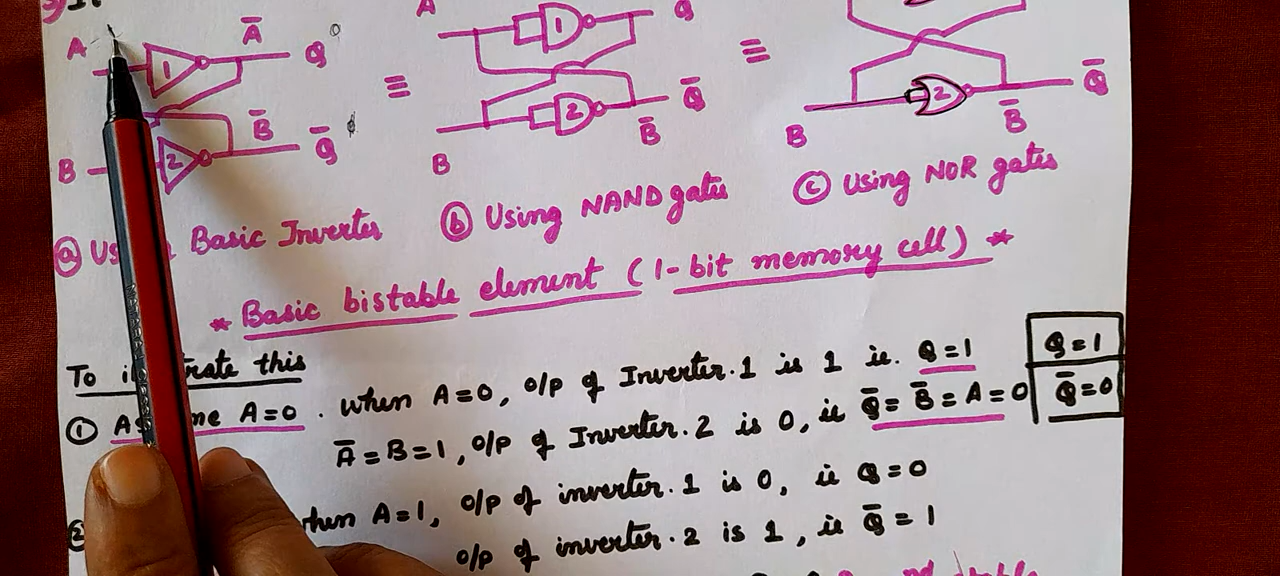 A Ā Q
1
B B̄ Q̄
2
≡
A Q
1
2
B B̄ Q̄
≡
2
B B̄ Q̄
ⓐ Basic Inverter
ⓑ Using NAND gates
ⓒ Using NOR gates
* Basic bistable element (1-bit memory cell) *
To this
① A=0. when A=0, o/p of Inverter.1 is 1 ie. Q=1
Ā=B=1, o/p of Inverter.2 is 0, ie Q̄=B̄=A=0
Q=1
Q̄=0
when A=1, o/p of inverter.1 is 0, ie Q=0
o/p of inverter.2 is 1, ie Q̄=1